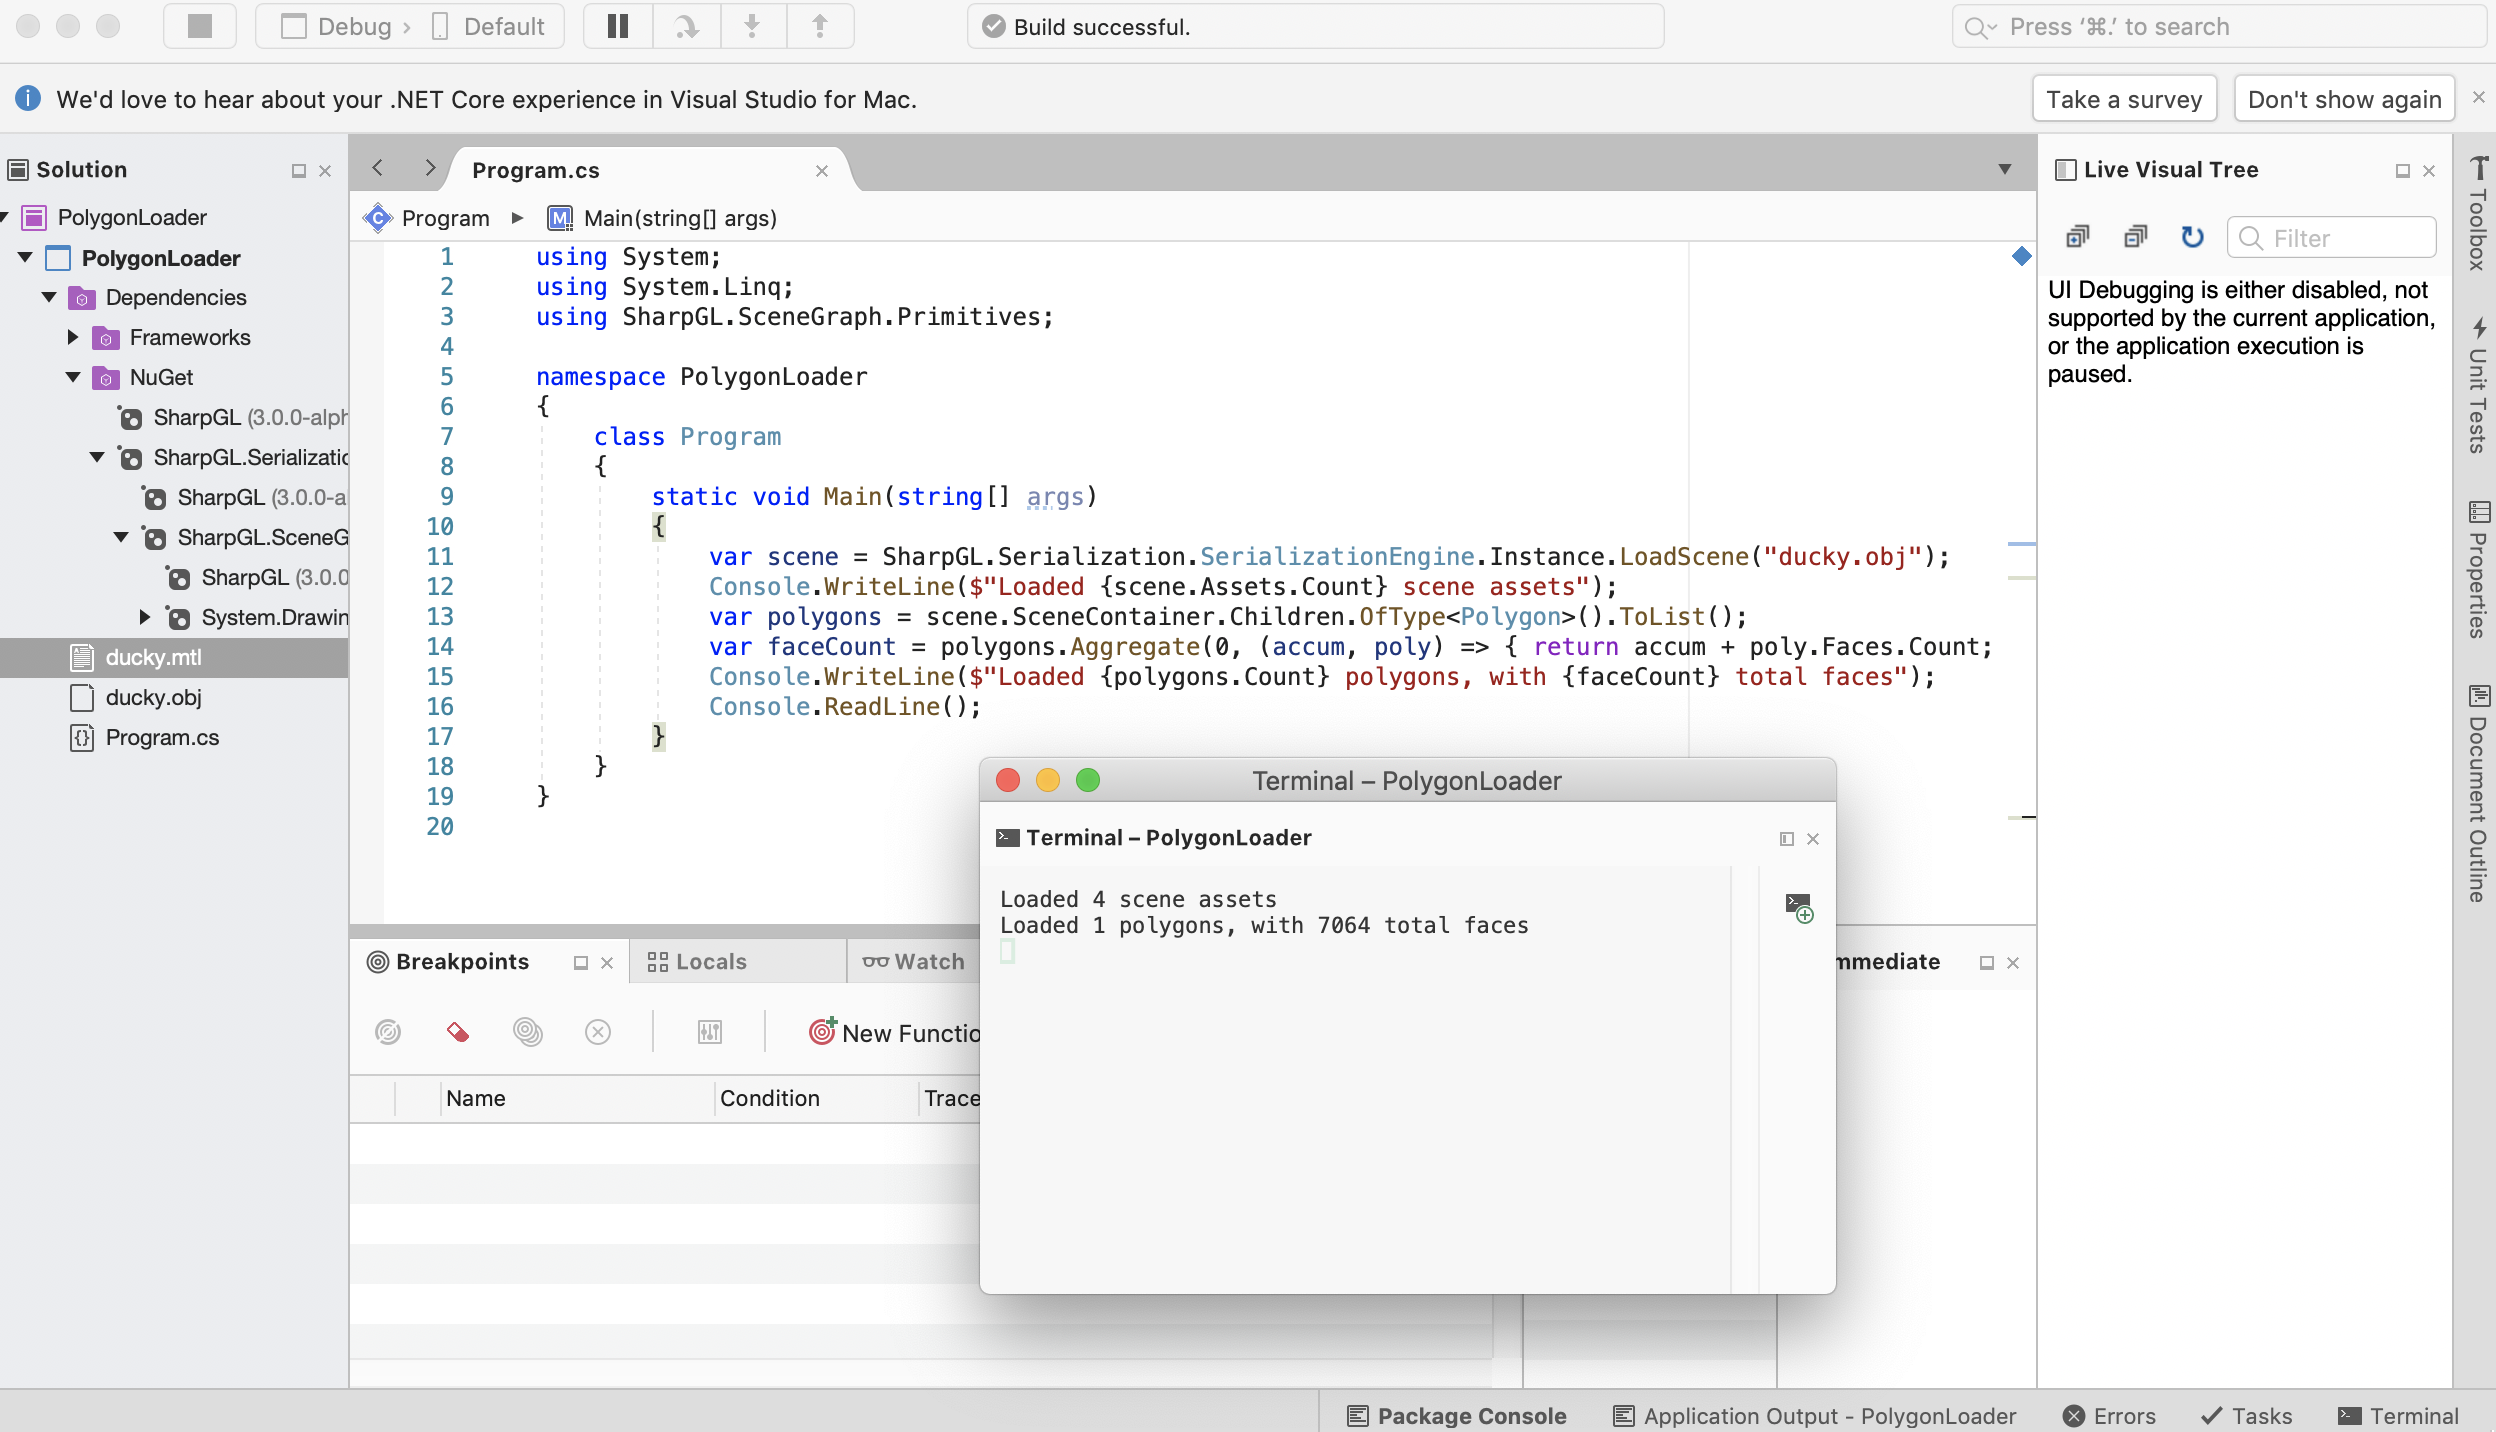 Debug › Default
Build successful.
Press ‘⌘.’ to search
We'd love to hear about your .NET Core experience in Visual Studio for Mac.
Take a survey
Don't show again
Solution
PolygonLoader
PolygonLoader
Dependencies
Frameworks
NuGet
SharpGL (3.0.0-alph
SharpGL.Serializatio
SharpGL (3.0.0-a
SharpGL.SceneG
SharpGL (3.0.0
System.Drawin
ducky.mtl
ducky.obj
Program.cs
Program.cs
Program
Main(string[] args)
1 using System;
2 using System.Linq;
3 using SharpGL.SceneGraph.Primitives;
4
5 namespace PolygonLoader
6 {
7 class Program
8 {
9 static void Main(string[] args)
10 {
11 var scene = SharpGL.Serialization.SerializationEngine.Instance.LoadScene("ducky.obj");
12 Console.WriteLine($"Loaded {scene.Assets.Count} scene assets");
13 var polygons = scene.SceneContainer.Children.OfType<Polygon>().ToList();
14 var faceCount = polygons.Aggregate(0, (accum, poly) => { return accum + poly.Faces.Count;
15 Console.WriteLine($"Loaded {polygons.Count} polygons, with {faceCount} total faces");
16 Console.ReadLine();
17 }
18 }
19 }
20
Live Visual Tree
Filter
UI Debugging is either disabled, not
supported by the current application,
or the application execution is
paused.
Toolbox
Unit Tests
Properties
Document Outline
Terminal – PolygonLoader
Terminal – PolygonLoader
Loaded 4 scene assets
Loaded 1 polygons, with 7064 total faces
Breakpoints
Locals
Watch
mmediate
New Functio
Name
Condition
Trace
Package Console
Application Output - PolygonLoader
Errors
Tasks
Terminal